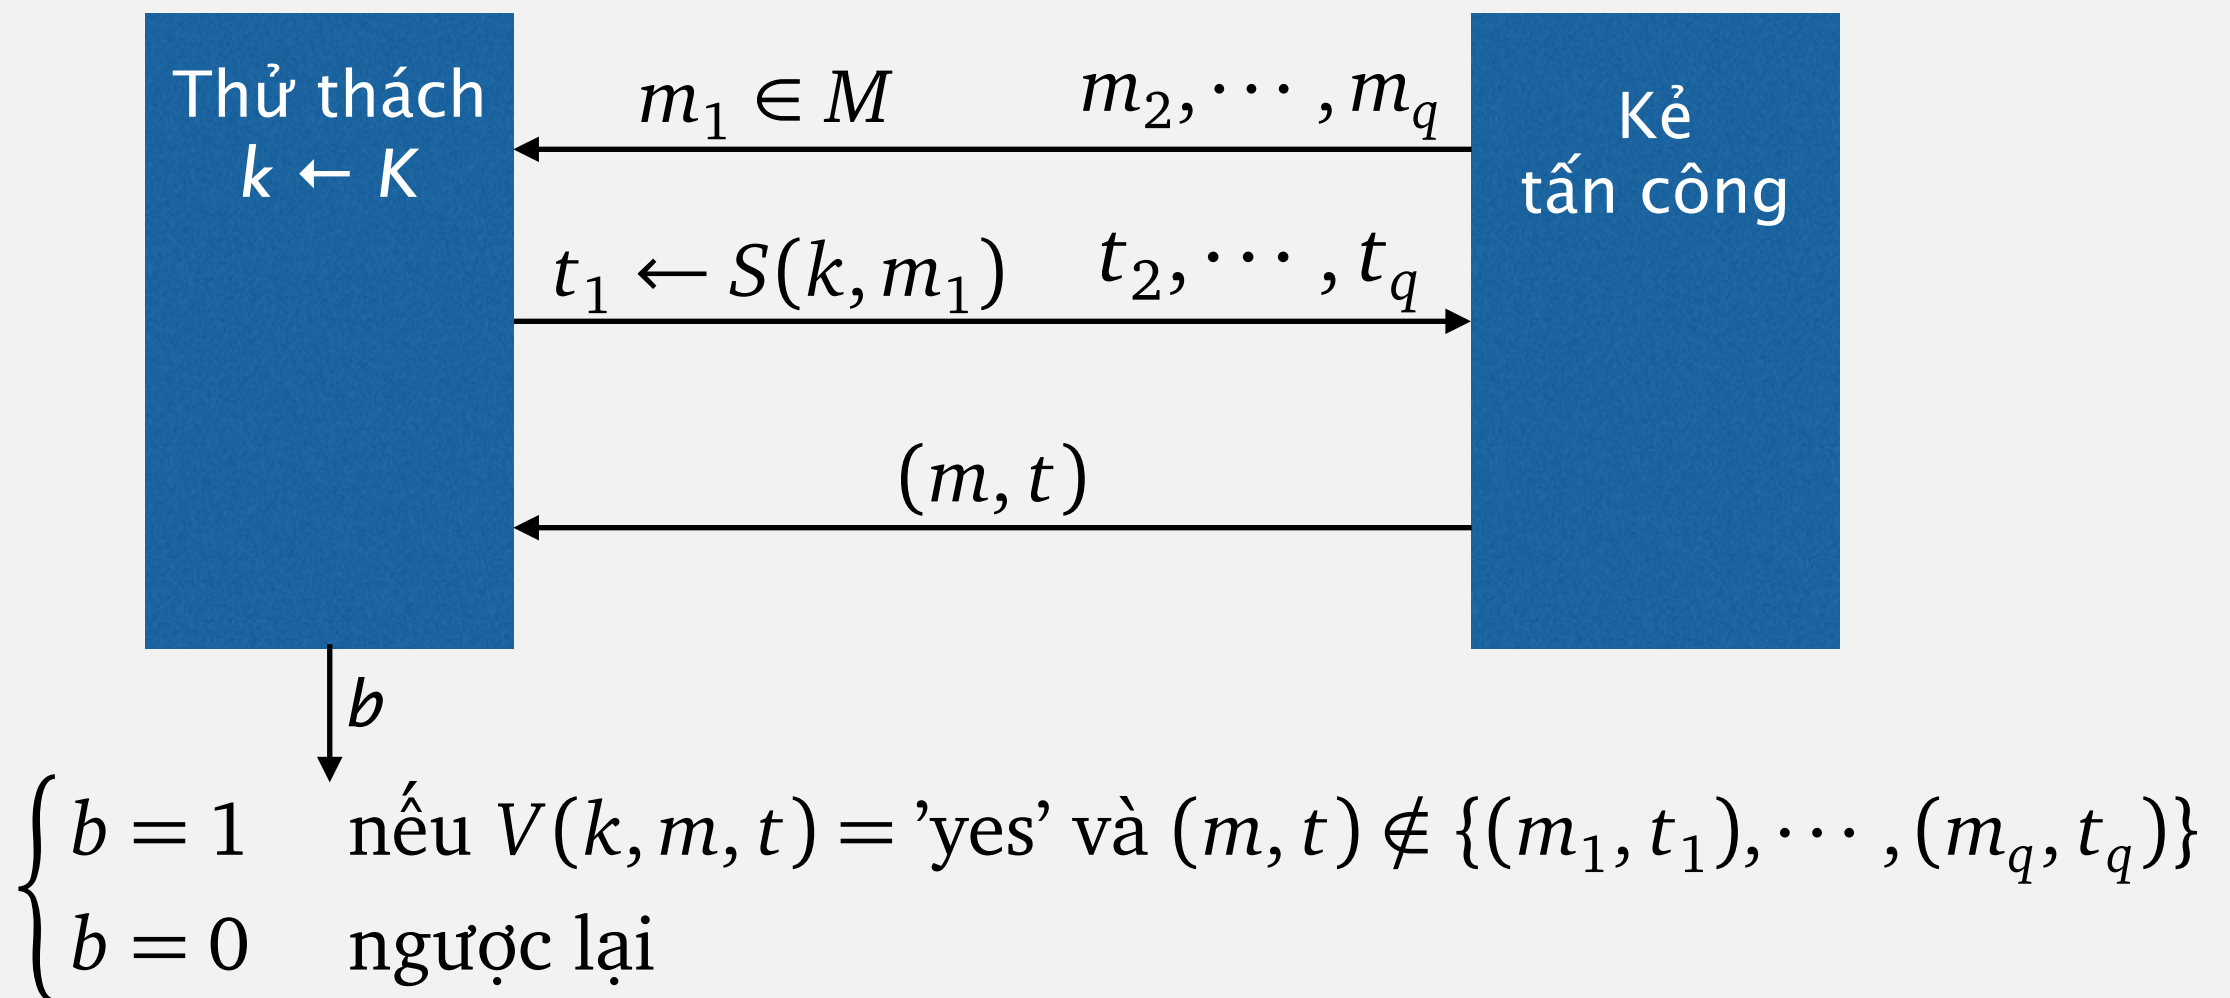 Thử thách
k ← K
m₁ ∈ M
m₂, ⋯ , m_q
Kẻ
tấn công
t₁ ← S(k, m₁)
t₂, ⋯ , t_q
(m, t)
b
b = 1 nếu V(k, m, t) = ’yes’ và (m, t) ∉ {(m₁, t₁), ⋯ , (m_q, t_q)}
b = 0 ngược lại